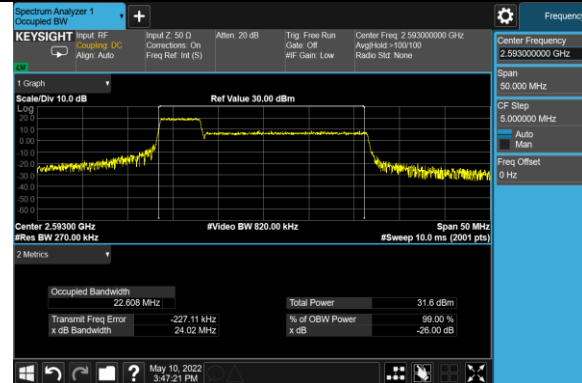 Spectrum Analyzer 1
Occupied BW
Frequency
KEYSIGHT Input: RF
Coupling: DC
Align: Auto
Input Z: 50 Ω
Corrections: On
Freq Ref: Int (S)
Atten: 20 dB
Trig: Free Run
Gate: Off
#IF Gain: Low
Center Freq: 2.593000000 GHz
Avg|Hold:>100/100
Radio Std: None
LXI
1 Graph
Scale/Div 10.0 dB
Ref Value 30.00 dBm
Log
20.0
10.0
0.00
-10.0
-20.0
-30.0
-40.0
-50.0
-60.0
Center 2.59300 GHz
#Video BW 820.00 kHz
Span 50 MHz
#Res BW 270.00 kHz
#Sweep 10.0 ms (2001 pts)
2 Metrics
Occupied Bandwidth
22.608 MHz
Total Power 31.6 dBm
Transmit Freq Error -227.11 kHz
% of OBW Power 99.00 %
x dB Bandwidth 24.02 MHz
x dB -26.00 dB
Center Frequency
2.593000000 GHz
Span
50.000 MHz
CF Step
5.000000 MHz
Auto
Man
Freq Offset
0 Hz
?
May 10, 2022
3:47:21 PM